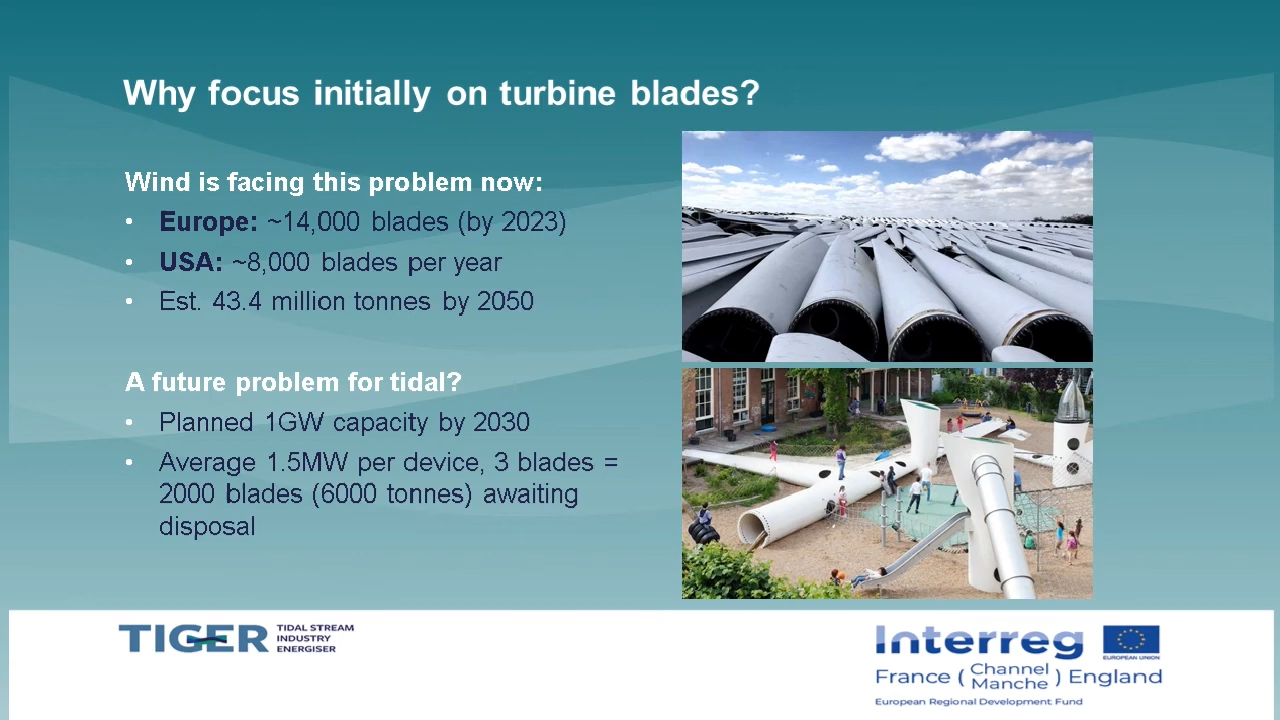 Why focus initially on turbine blades?
Wind is facing this problem now:
• Europe: ~14,000 blades (by 2023)
• USA: ~8,000 blades per year
• Est. 43.4 million tonnes by 2050
A future problem for tidal?
• Planned 1GW capacity by 2030
• Average 1.5MW per device, 3 blades =
2000 blades (6000 tonnes) awaiting
disposal
TIGER
TIDAL STREAM
INDUSTRY
ENERGISER
Interreg
EUROPEAN UNION
France ( Channel
Manche ) England
European Regional Development Fund